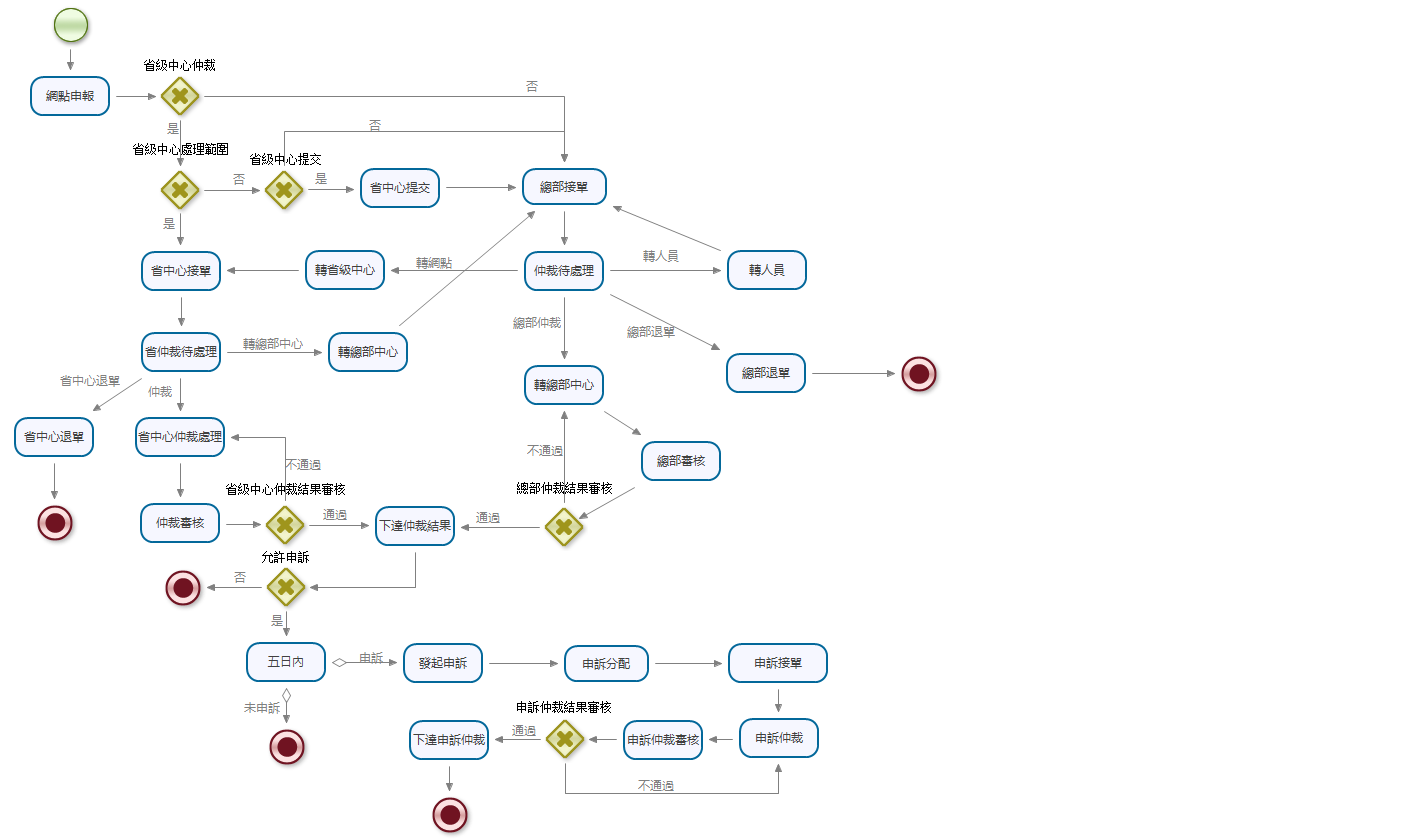 省级中心仲裁
網點申報
否
是
否
省级中心處理範圍
省级中心提交
否
是
省中心提交
總部接單
是
省中心接單
轉省級中心
轉網點
仲裁待處理
轉人員
轉人員
總部仲裁
總部退單
省仲裁待處理
轉總部中心
轉總部中心
總部退單
省中心退單
仲裁
轉總部中心
省中心退單
省中心仲裁處理
不通過
不通過
總部審核
省级中心仲裁結果審核
總部仲裁結果審核
仲裁審核
通過
下達仲裁結果
通過
允許申訴
否
是
五日內
申訴
發起申訴
申訴分配
申訴接單
未申訴
申訴仲裁結果審核
下達申訴仲裁
通過
申訴仲裁審核
申訴仲裁
不通過